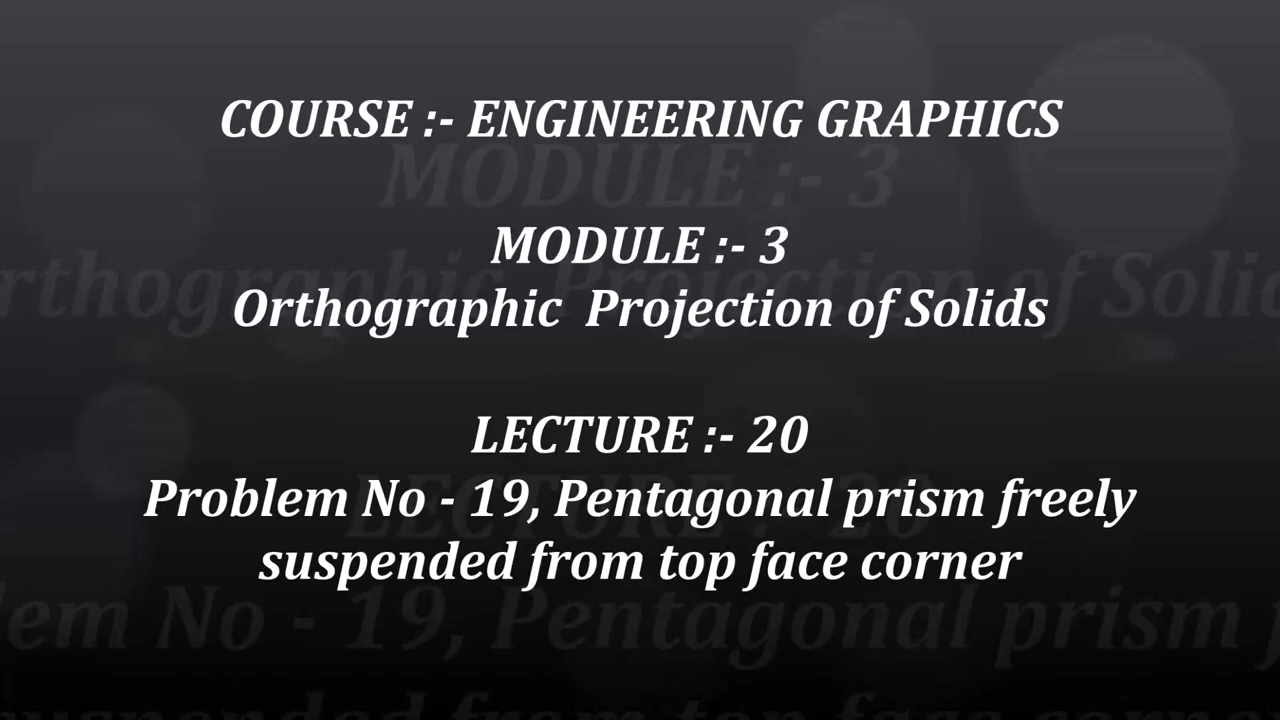 COURSE :- ENGINEERING GRAPHICS
MODULE :- 3
Orthographic Projection of Solids
LECTURE :- 20
Problem No - 19, Pentagonal prism freely
suspended from top face corner